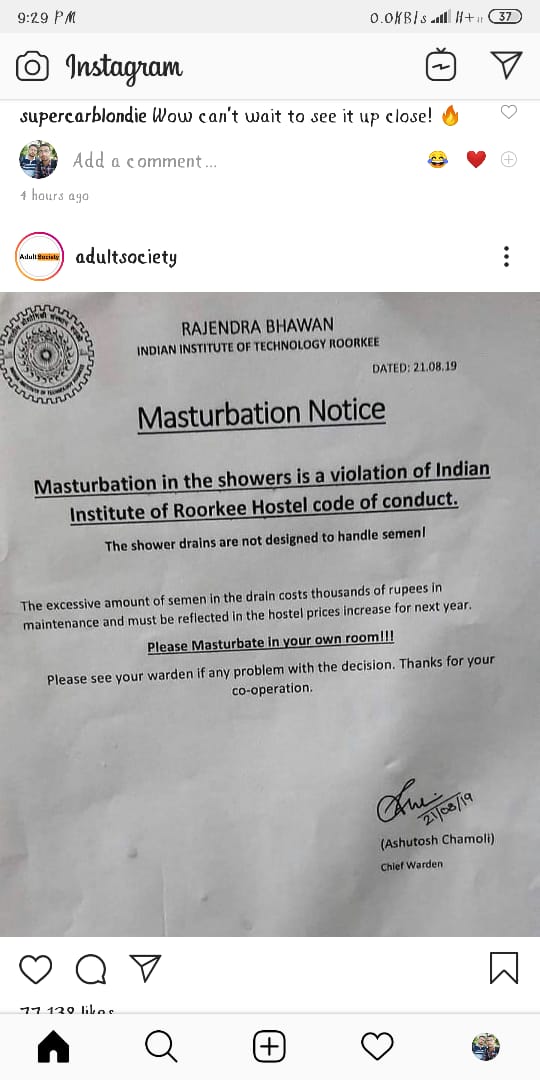 9:29 PM
0.0KB/s
H+
37
Instagram
supercarblondie Wow can't wait to see it up close! 🔥
Add a comment...
😂 ❤️
4 hours ago
AdultSociety
adultsociety
RAJENDRA BHAWAN
INDIAN INSTITUTE OF TECHNOLOGY ROORKEE
DATED: 21.08.19
Masturbation Notice
Masturbation in the showers is a violation of Indian
Institute of Roorkee Hostel code of conduct.
The shower drains are not designed to handle semen!
The excessive amount of semen in the drain costs thousands of rupees in
maintenance and must be reflected in the hostel prices increase for next year.
Please Masturbate in your own room!!!
Please see your warden if any problem with the decision. Thanks for your
co-operation.
21/08/19
(Ashutosh Chamoli)
Chief Warden
77,138 likes